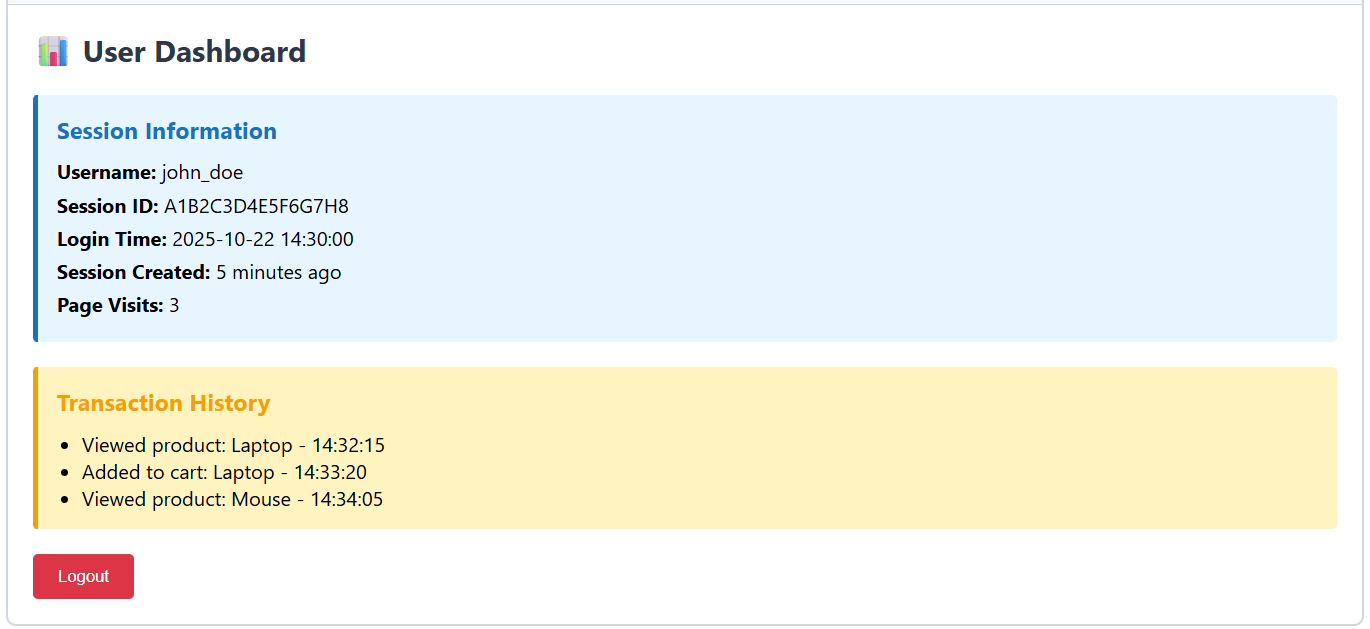 User Dashboard
Session Information
Username: john_doe
Session ID: A1B2C3D4E5F6G7H8
Login Time: 2025-10-22 14:30:00
Session Created: 5 minutes ago
Page Visits: 3
Transaction History
• Viewed product: Laptop - 14:32:15
• Added to cart: Laptop - 14:33:20
• Viewed product: Mouse - 14:34:05
Logout